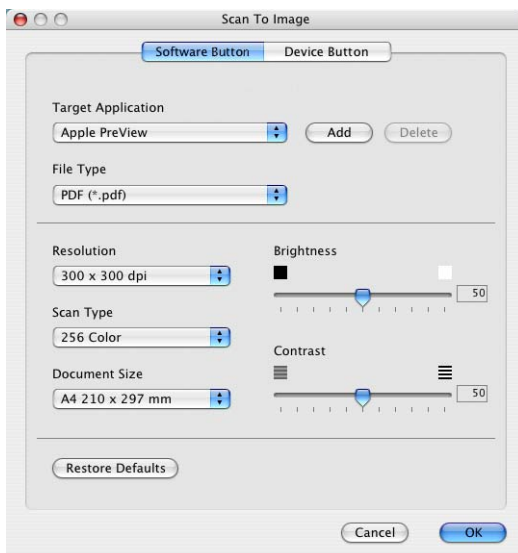 Scan To Image
Software Button Device Button
Target Application
Apple PreView Add Delete
File Type
PDF (*.pdf)
Resolution Brightness
300 x 300 dpi
50
Scan Type
256 Color
Contrast
Document Size
A4 210 x 297 mm 50
Restore Defaults
Cancel OK